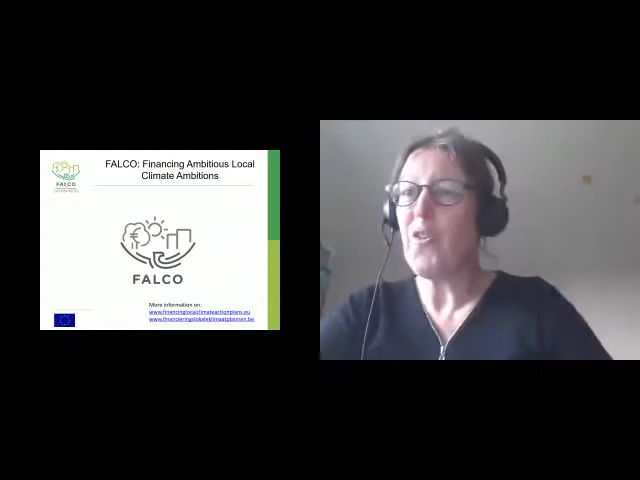 FALCO: Financing Ambitious Local
Climate Ambitions
FALCO
FALCO
More information on:
www.financinglocalclimateactionplans.eu
www.financieringslokaleklimaatplannen.be